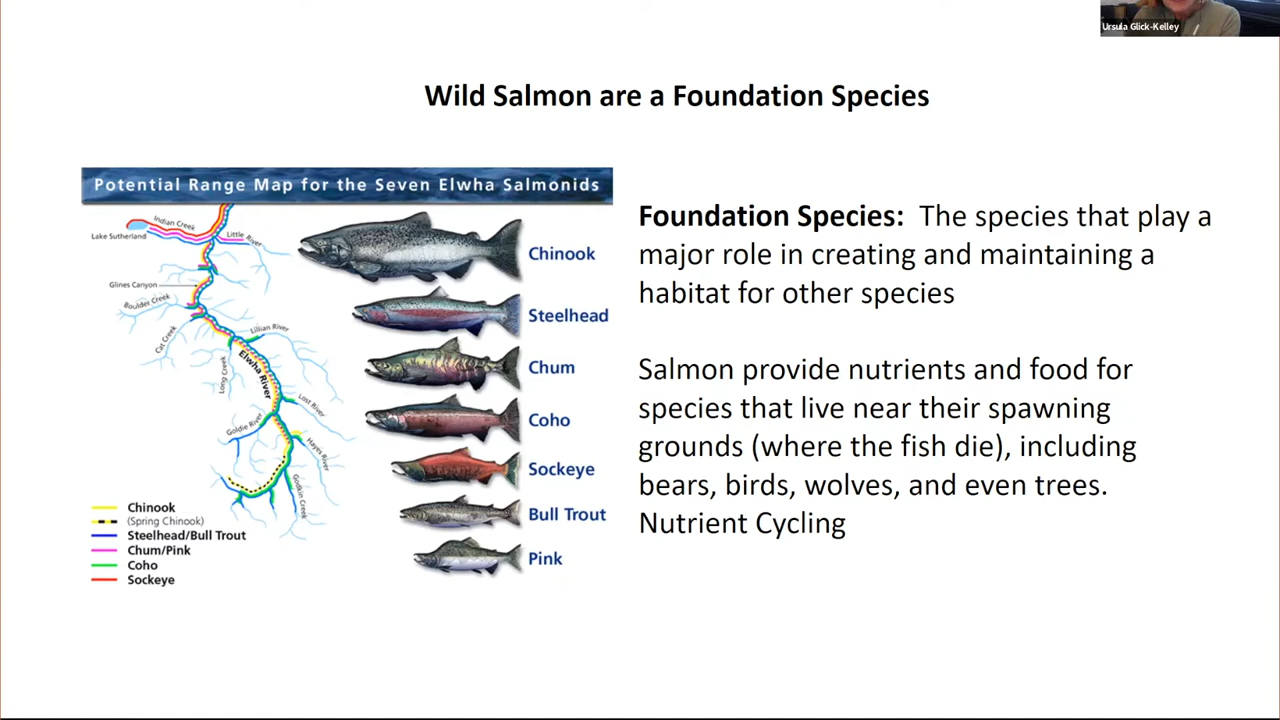 Ursula Glick-Kelley
Wild Salmon are a Foundation Species
Potential Range Map for the Seven Elwha Salmonids
Indian Creek
Lake Sutherland
Little River
Glines Canyon
Boulder Creek
Cat Creek
Long Creek
Lillian River
Elwha River
Lost River
Goldie River
Hayes River
Godkin Creek
Chinook
Steelhead
Chum
Coho
Sockeye
Bull Trout
Pink
Chinook
(Spring Chinook)
Steelhead/Bull Trout
Chum/Pink
Coho
Sockeye
Foundation Species: The species that play a
major role in creating and maintaining a
habitat for other species
Salmon provide nutrients and food for
species that live near their spawning
grounds (where the fish die), including
bears, birds, wolves, and even trees.
Nutrient Cycling